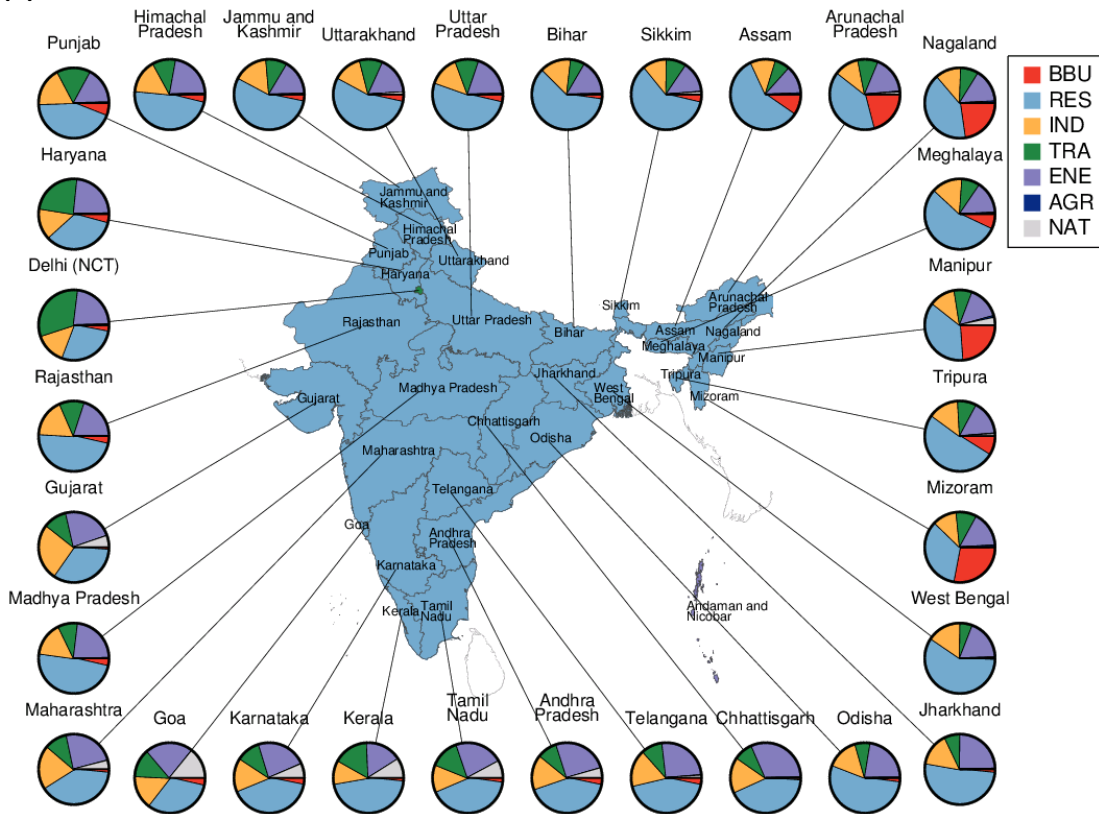 Himachal
Pradesh
Jammu and
Kashmir
Uttarakhand
Uttar
Pradesh
Bihar
Sikkim
Assam
Arunachal
Pradesh
Nagaland
Punjab
BBU
RES
IND
TRA
ENE
AGR
NAT
Haryana
Meghalaya
Delhi (NCT)
Manipur
Rajasthan
Tripura
Gujarat
Mizoram
Madhya Pradesh
West Bengal
Maharashtra
Jharkhand
Goa
Karnataka
Kerala
Tamil
Nadu
Andhra
Pradesh
Telangana
Chhattisgarh
Odisha
Jammu and
Kashmir
Himachal
Pradesh
Punjab
Uttarakhand
Haryana
Rajasthan
Uttar Pradesh
Bihar
Sikkim
Arunachal
Pradesh
Assam
Nagaland
Meghalaya
Manipur
Tripura
Mizoram
Jharkhand
West
Bengal
Madhya Pradesh
Gujarat
Chhattisgarh
Odisha
Maharashtra
Telangana
Goa
Andhra
Pradesh
Karnataka
Kerala
Tamil
Nadu
Andaman and
Nicobar